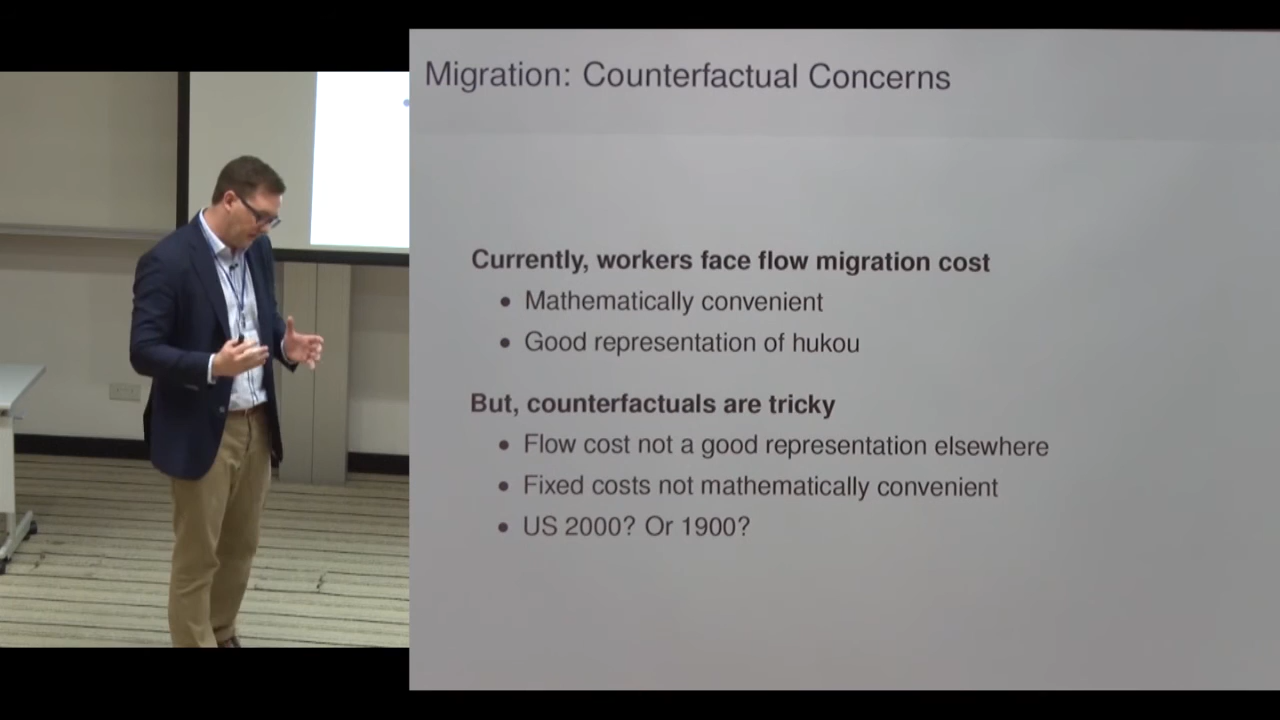 Migration: Counterfactual Concerns
Currently, workers face flow migration cost
• Mathematically convenient
• Good representation of hukou
But, counterfactuals are tricky
• Flow cost not a good representation elsewhere
• Fixed costs not mathematically convenient
• US 2000? Or 1900?